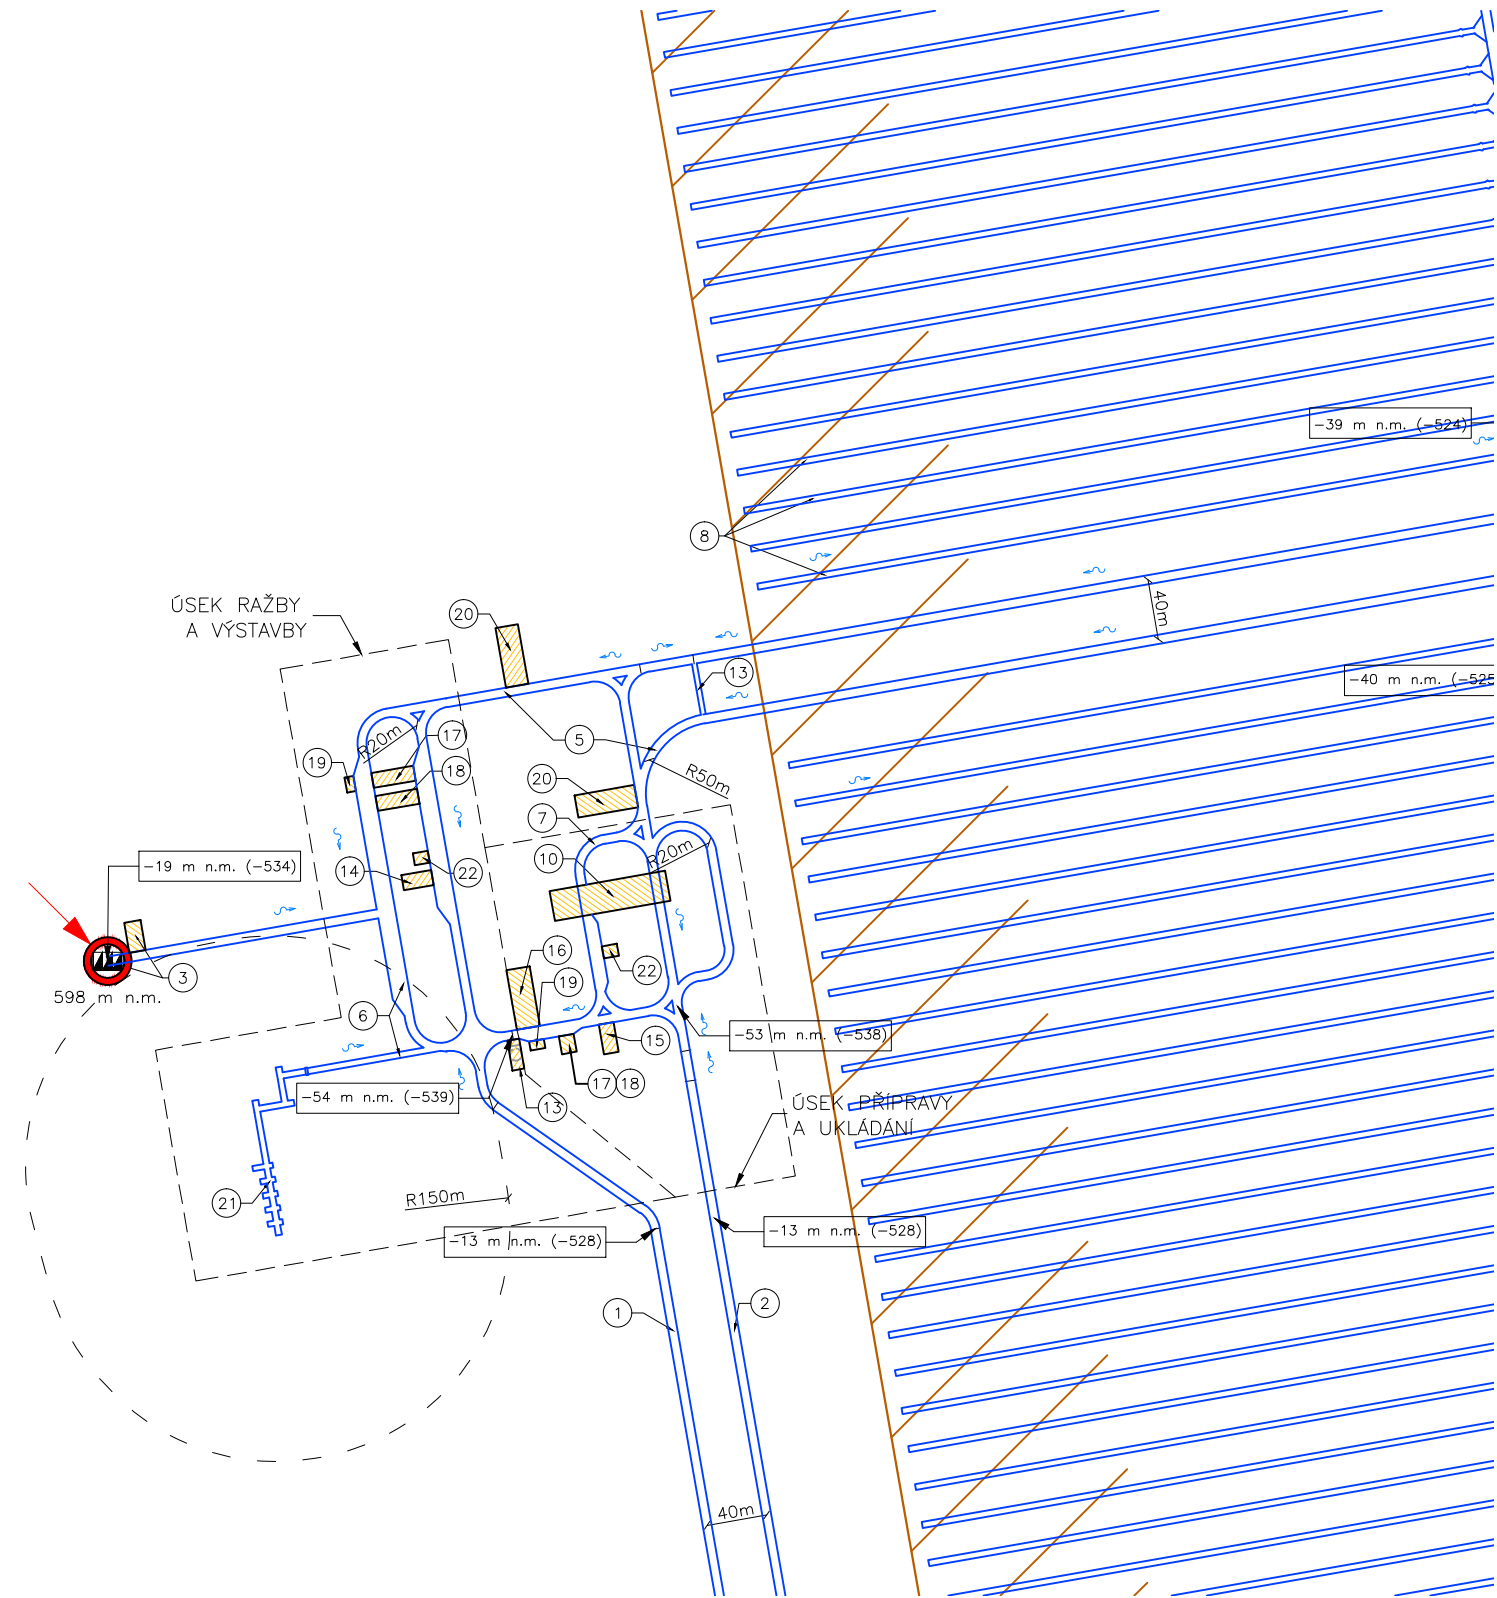 -39 m n.m. (-524)
8
40m
ÚSEK RAŽBY
A VÝSTAVBY
20
13
-40 m n.m. (-525
5
R20m
17
19
18
R50m
20
7
10
R20m
-19 m n.m. (-534)
14
22
16
22
3
19
598 m n.m.
6
-53 m n.m. (-538)
15
17
18
-54 m n.m. (-539)
13
ÚSEK PŘÍPRAVY
A UKLÁDÁNÍ
21
R150m
-13 m n.m. (-528)
-13 m n.m. (-528)
1
2
40m